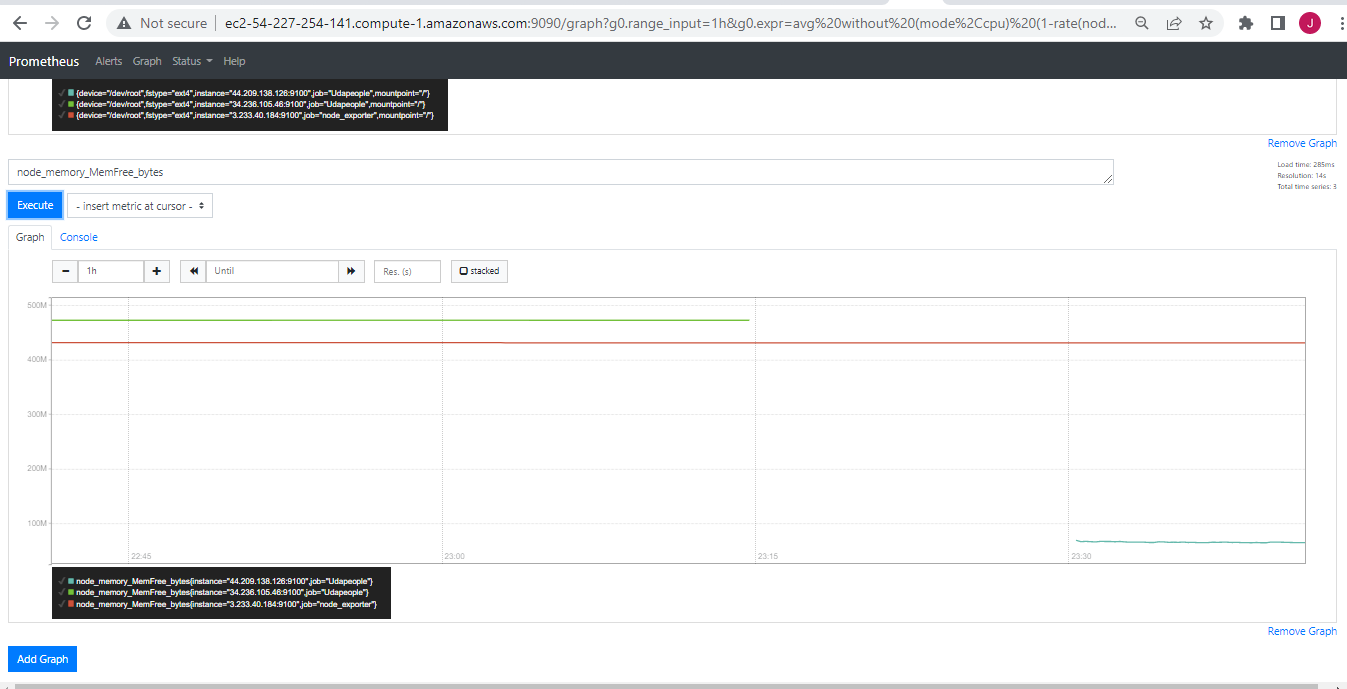 Not secure | ec2-54-227-254-141.compute-1.amazonaws.com:9090/graph?g0.range_input=1h&g0.expr=avg%20without%20(mode%2Ccpu)%20(1-rate(nod...
J
Prometheus Alerts Graph Status Help
{device="/dev/root",fstype="ext4",instance="44.209.138.126:9100",job="Udapeople",mountpoint="/"}
{device="/dev/root",fstype="ext4",instance="34.236.105.46:9100",job="Udapeople",mountpoint="/"}
{device="/dev/root",fstype="ext4",instance="3.233.40.184:9100",job="node_exporter",mountpoint="/"}
Remove Graph
node_memory_MemFree_bytes
Load time: 285ms
Resolution: 14s
Total time series: 3
Execute - insert metric at cursor -
Graph Console
1h Until Res. (s) stacked
500M
400M
300M
200M
100M
22:45 23:00 23:15 23:30
node_memory_MemFree_bytes{instance="44.209.138.126:9100",job="Udapeople"}
node_memory_MemFree_bytes{instance="34.236.105.46:9100",job="Udapeople"}
node_memory_MemFree_bytes{instance="3.233.40.184:9100",job="node_exporter"}
Remove Graph
Add Graph